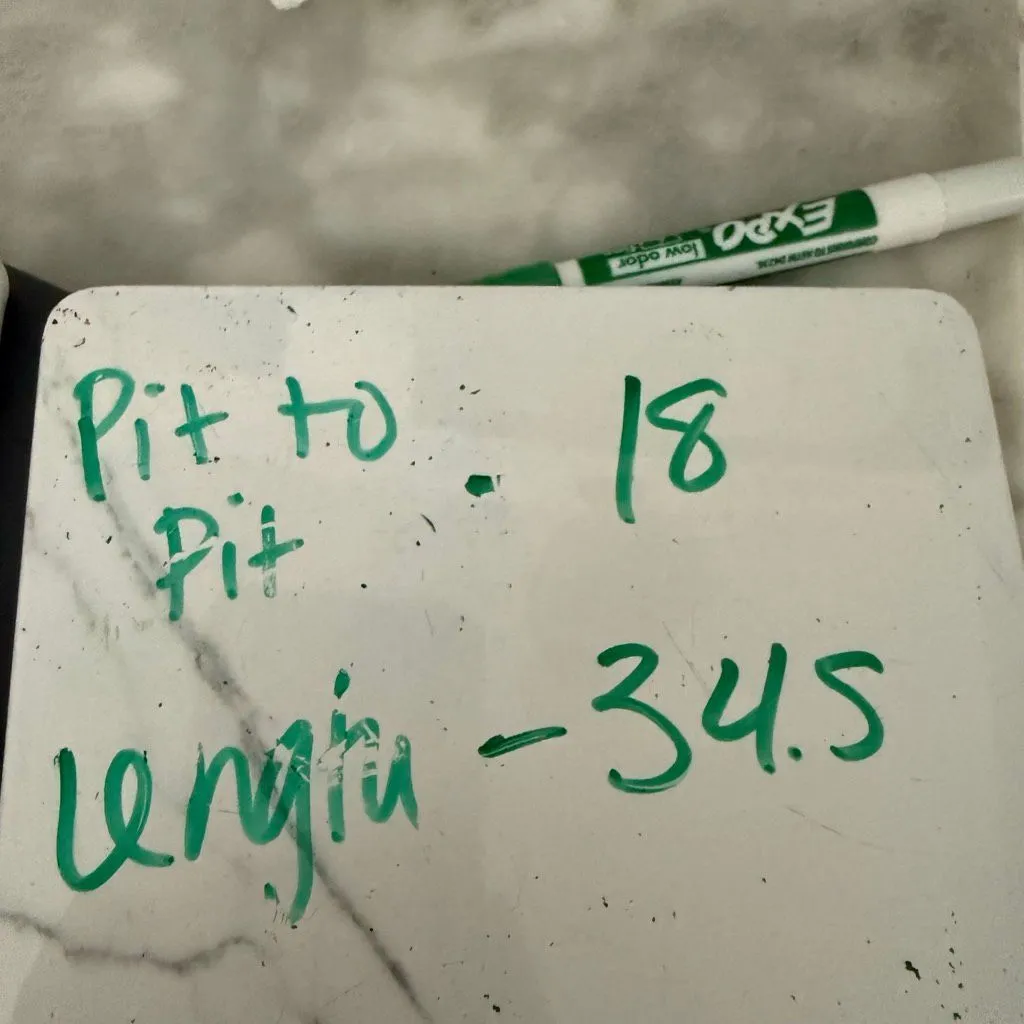 EXPO
low odor
Pit to - 18
Pit
Length - 34.5